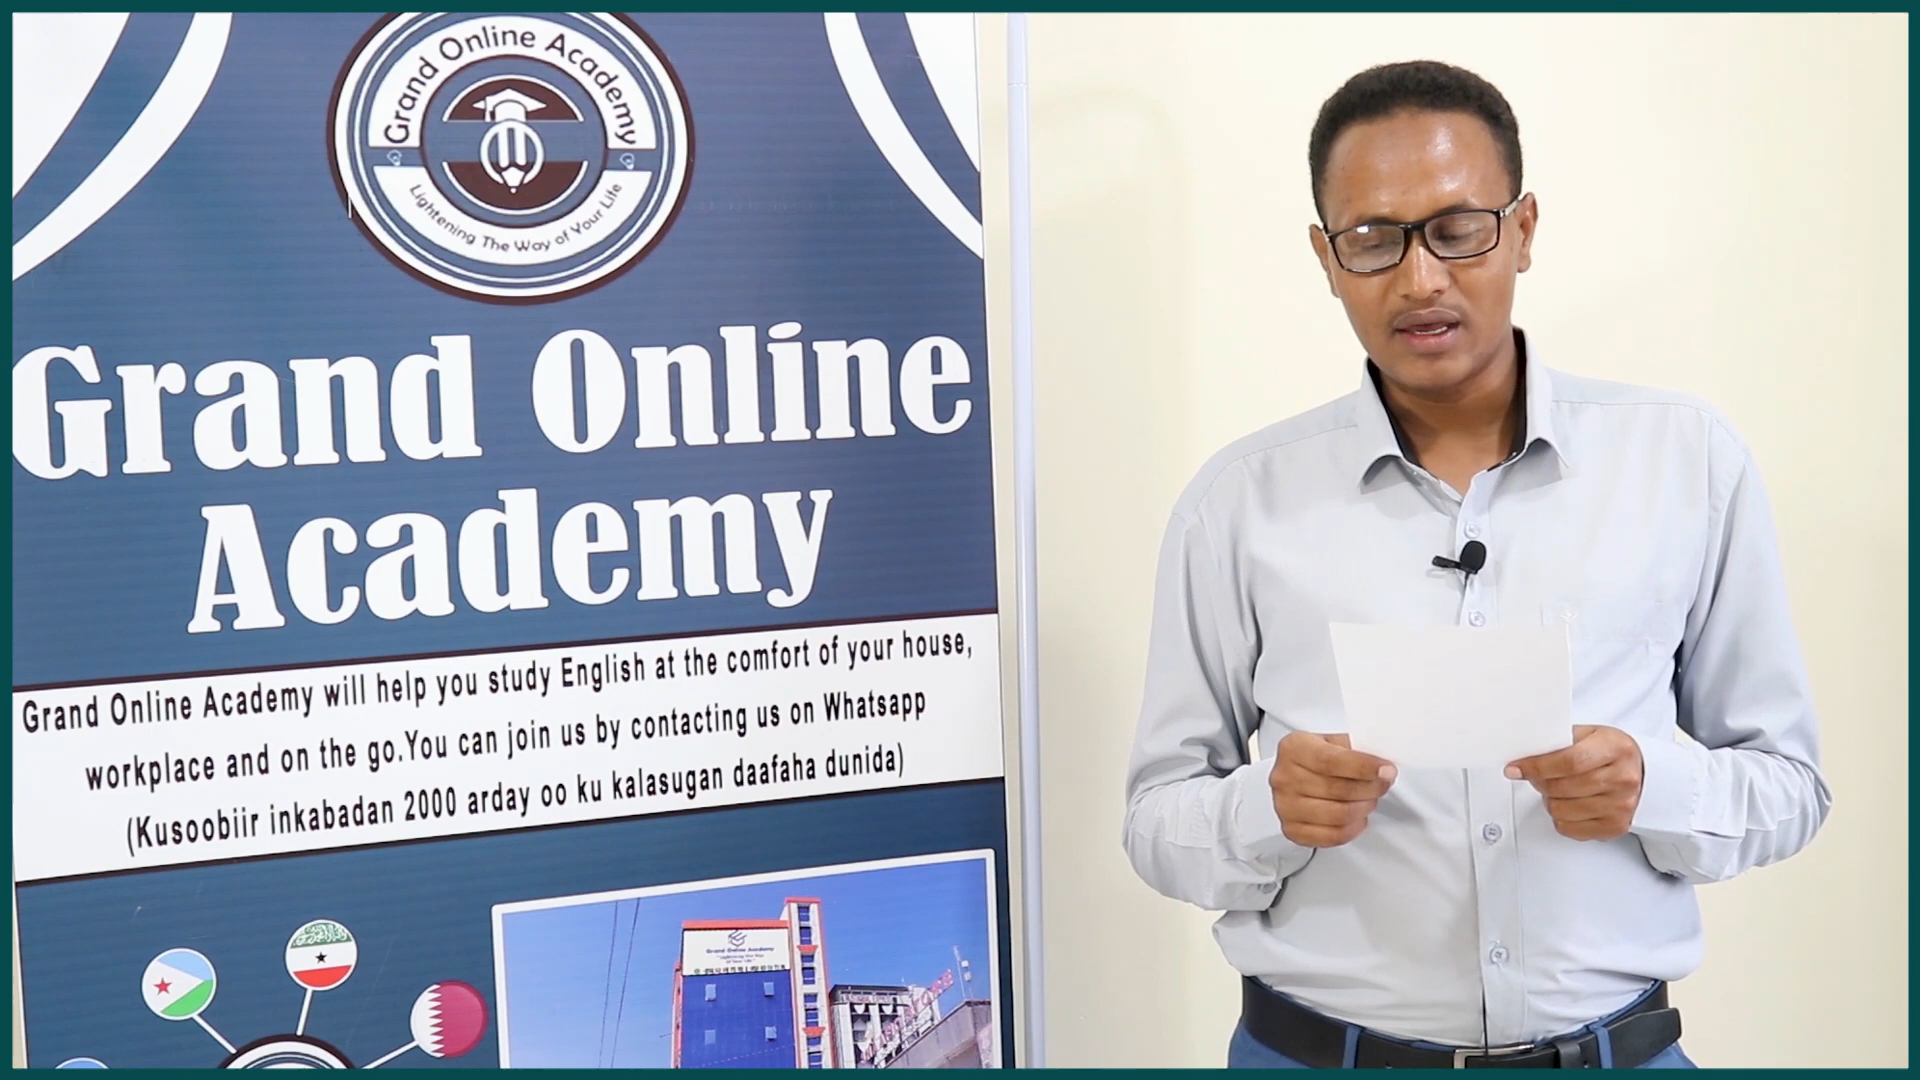 Grand Online Academy
Lightening The Way of Your Life
Grand Online
Academy
Grand Online Academy will help you study English at the comfort of your house,
workplace and on the go.You can join us by contacting us on Whatsapp
(Kusoobiir inkabadan 2000 arday oo ku kalasugan daafaha dunida)
Grand Online Academy